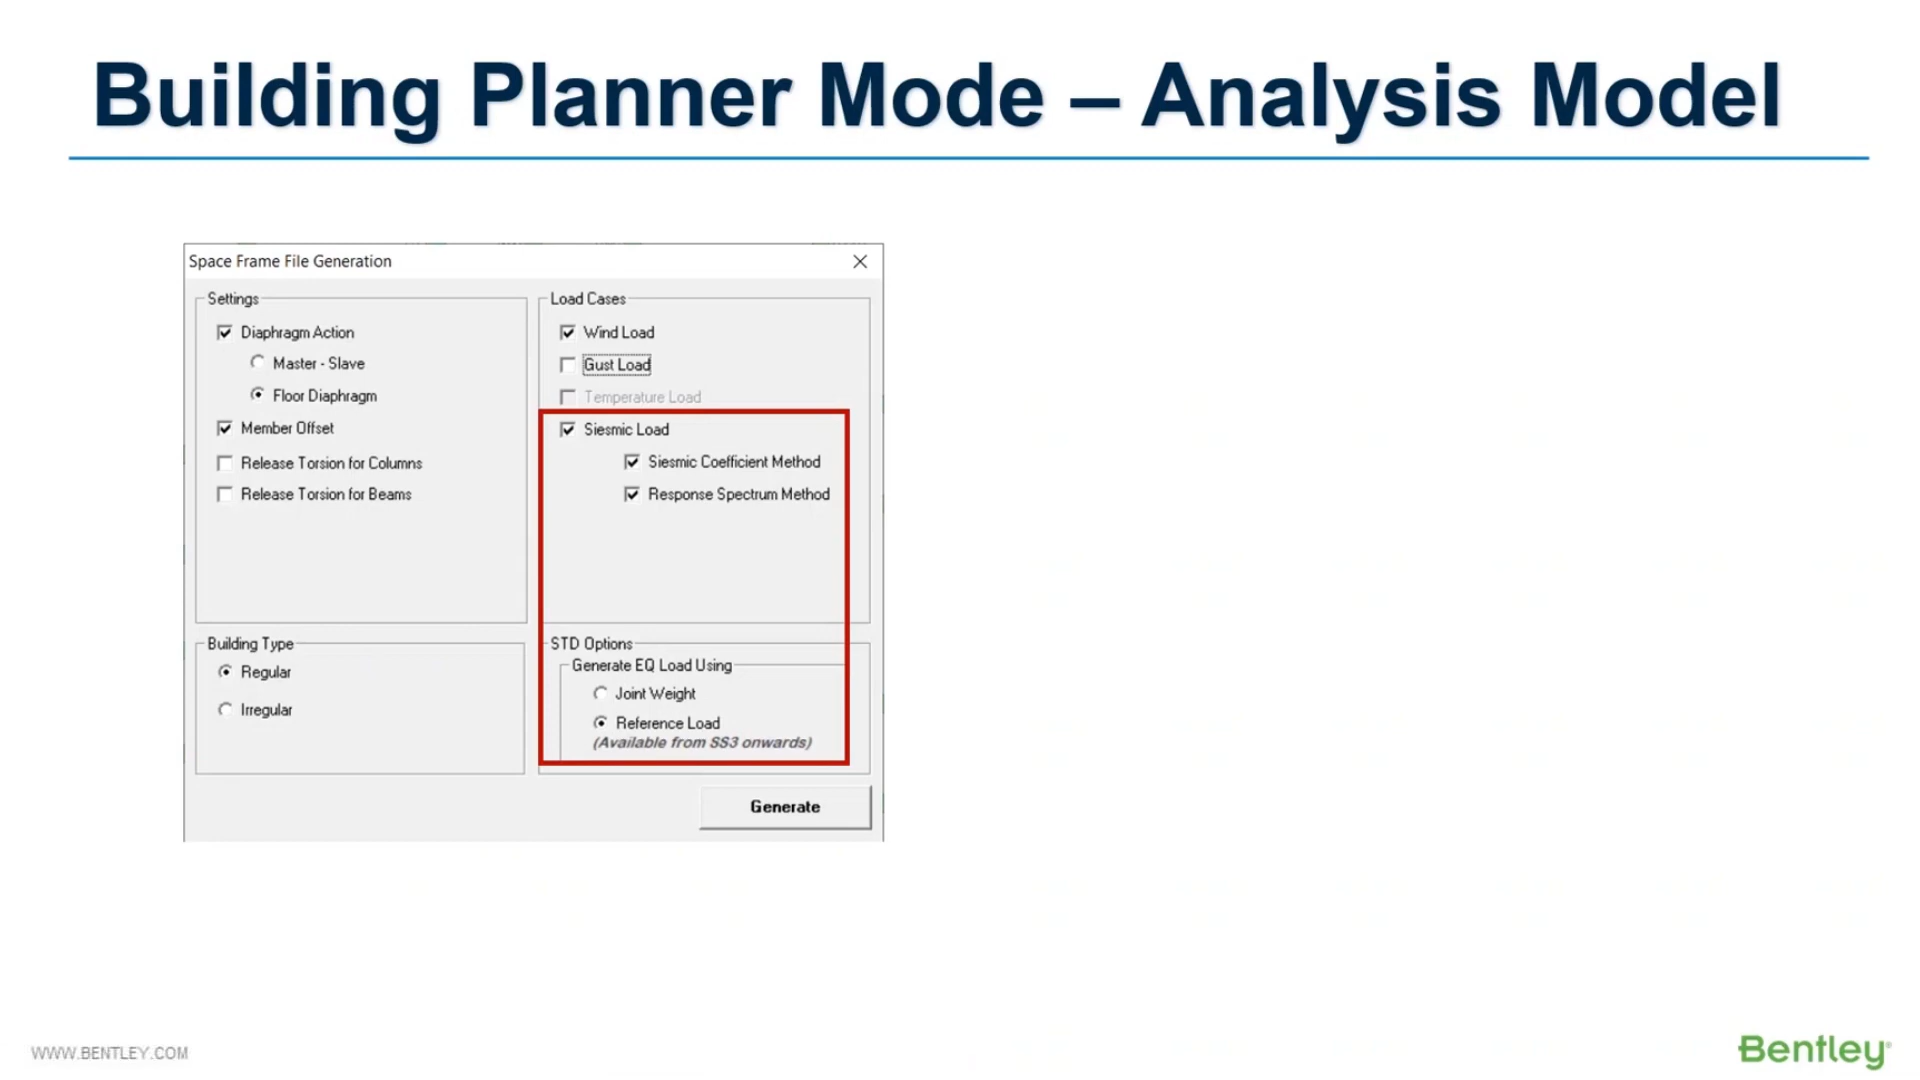 Building Planner Mode – Analysis Model
Space Frame File Generation
Settings
Diaphragm Action
Master - Slave
Floor Diaphragm
Member Offset
Release Torsion for Columns
Release Torsion for Beams
Load Cases
Wind Load
Gust Load
Temperature Load
Siesmic Load
Siesmic Coefficient Method
Response Spectrum Method
Building Type
Regular
Irregular
STD Options
Generate EQ Load Using
Joint Weight
Reference Load
(Available from SS3 onwards)
Generate
WWW.BENTLEY.COM
Bentley®